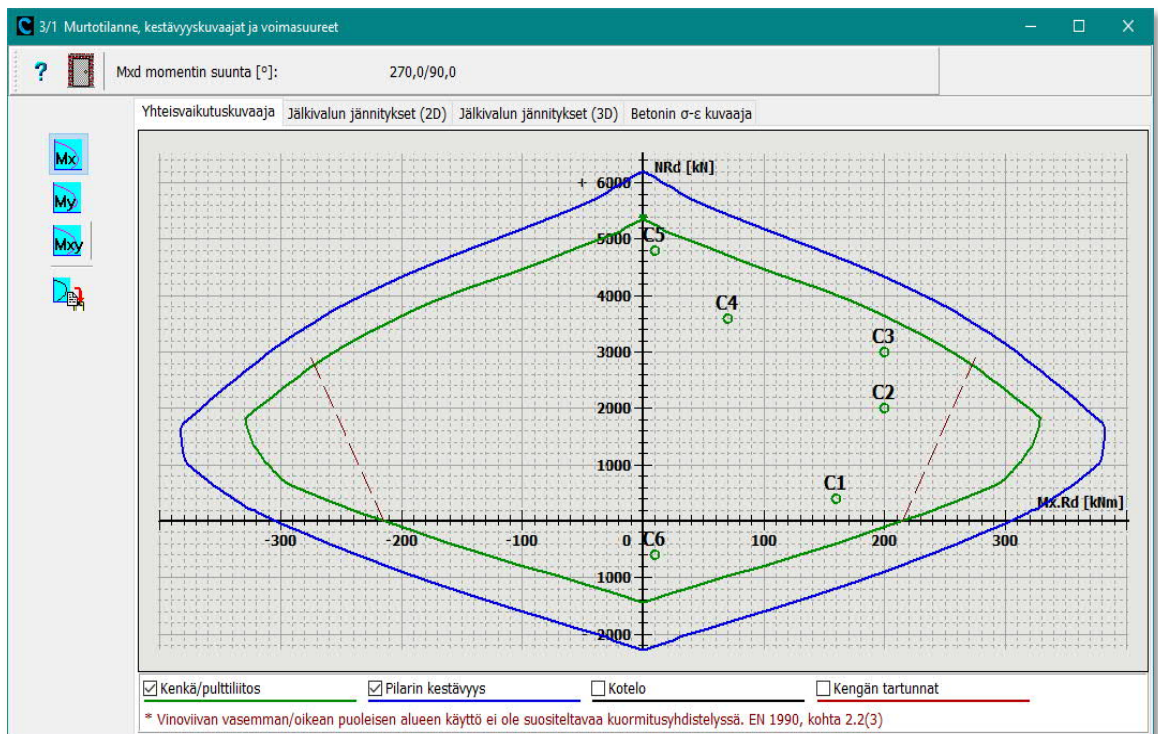 3/1 Murtotilanne, kestävyyskuvaajat ja voimasuureet
? Mxd momentin suunta [°]: 270,0/90,0
Yhteisvaikutuskuvaaja Jälkivalun jännitykset (2D) Jälkivalun jännitykset (3D) Betonin σ-ε kuvaaja
Mx
My
Mxy
NRd [kN]
+ 6000
5000 C5
4000 C4
3000 C3
2000 C2
1000 C1
Mx.Rd [kNm]
-300 -200 -100 0 C6 100 200 300
1000
- 2000
Kenkä/pulttiliitos Pilarin kestävyys Kotelo Kengän tartunnat
* Vinoviivan vasemman/oikean puoleisen alueen käyttö ei ole suositeltavaa kuormitusyhdistelyssä. EN 1990, kohta 2.2(3)